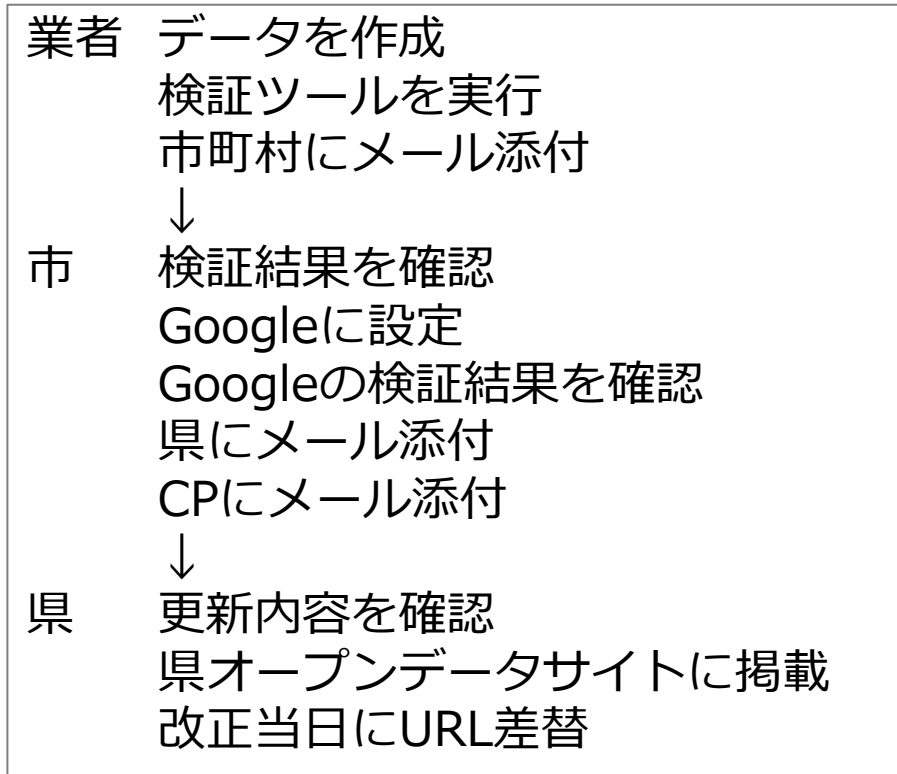 業者 データを作成
検証ツールを実行
市町村にメール添付
↓
市 検証結果を確認
Googleに設定
Googleの検証結果を確認
県にメール添付
CPにメール添付
↓
県 更新内容を確認
県オープンデータサイトに掲載
改正当日にURL差替